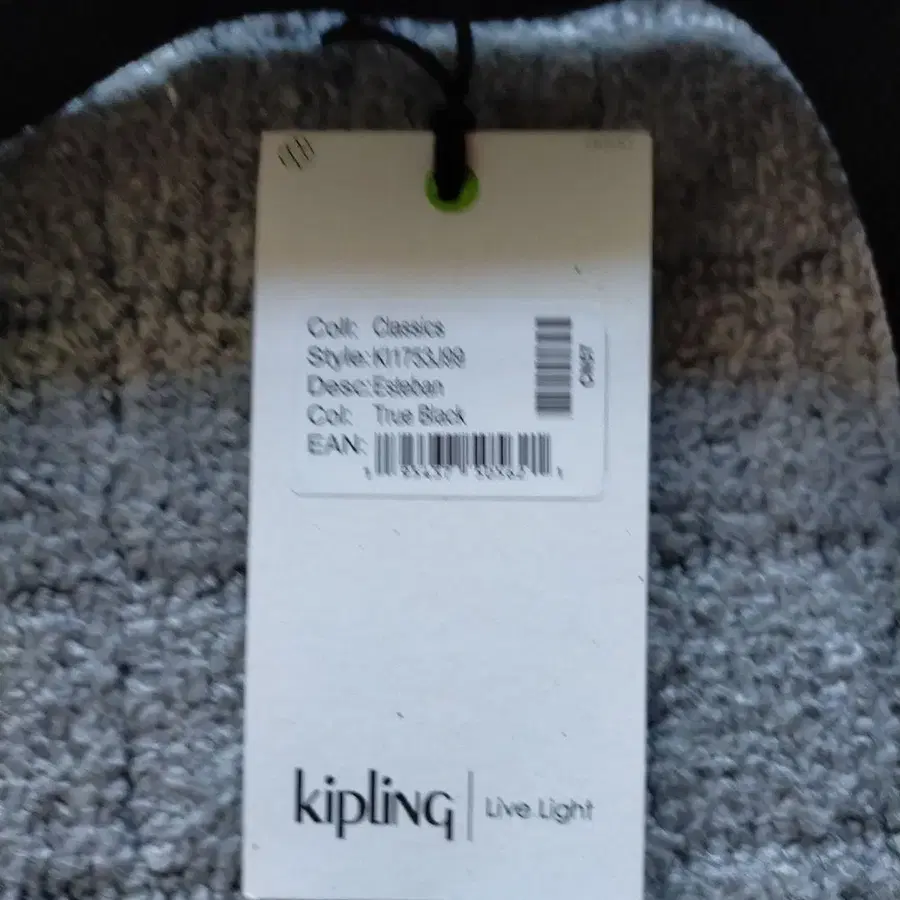 Coll: Classics
Style: KI1753J99
Desc: Esteban
Col: True Black
EAN:
kipling | Live.Light